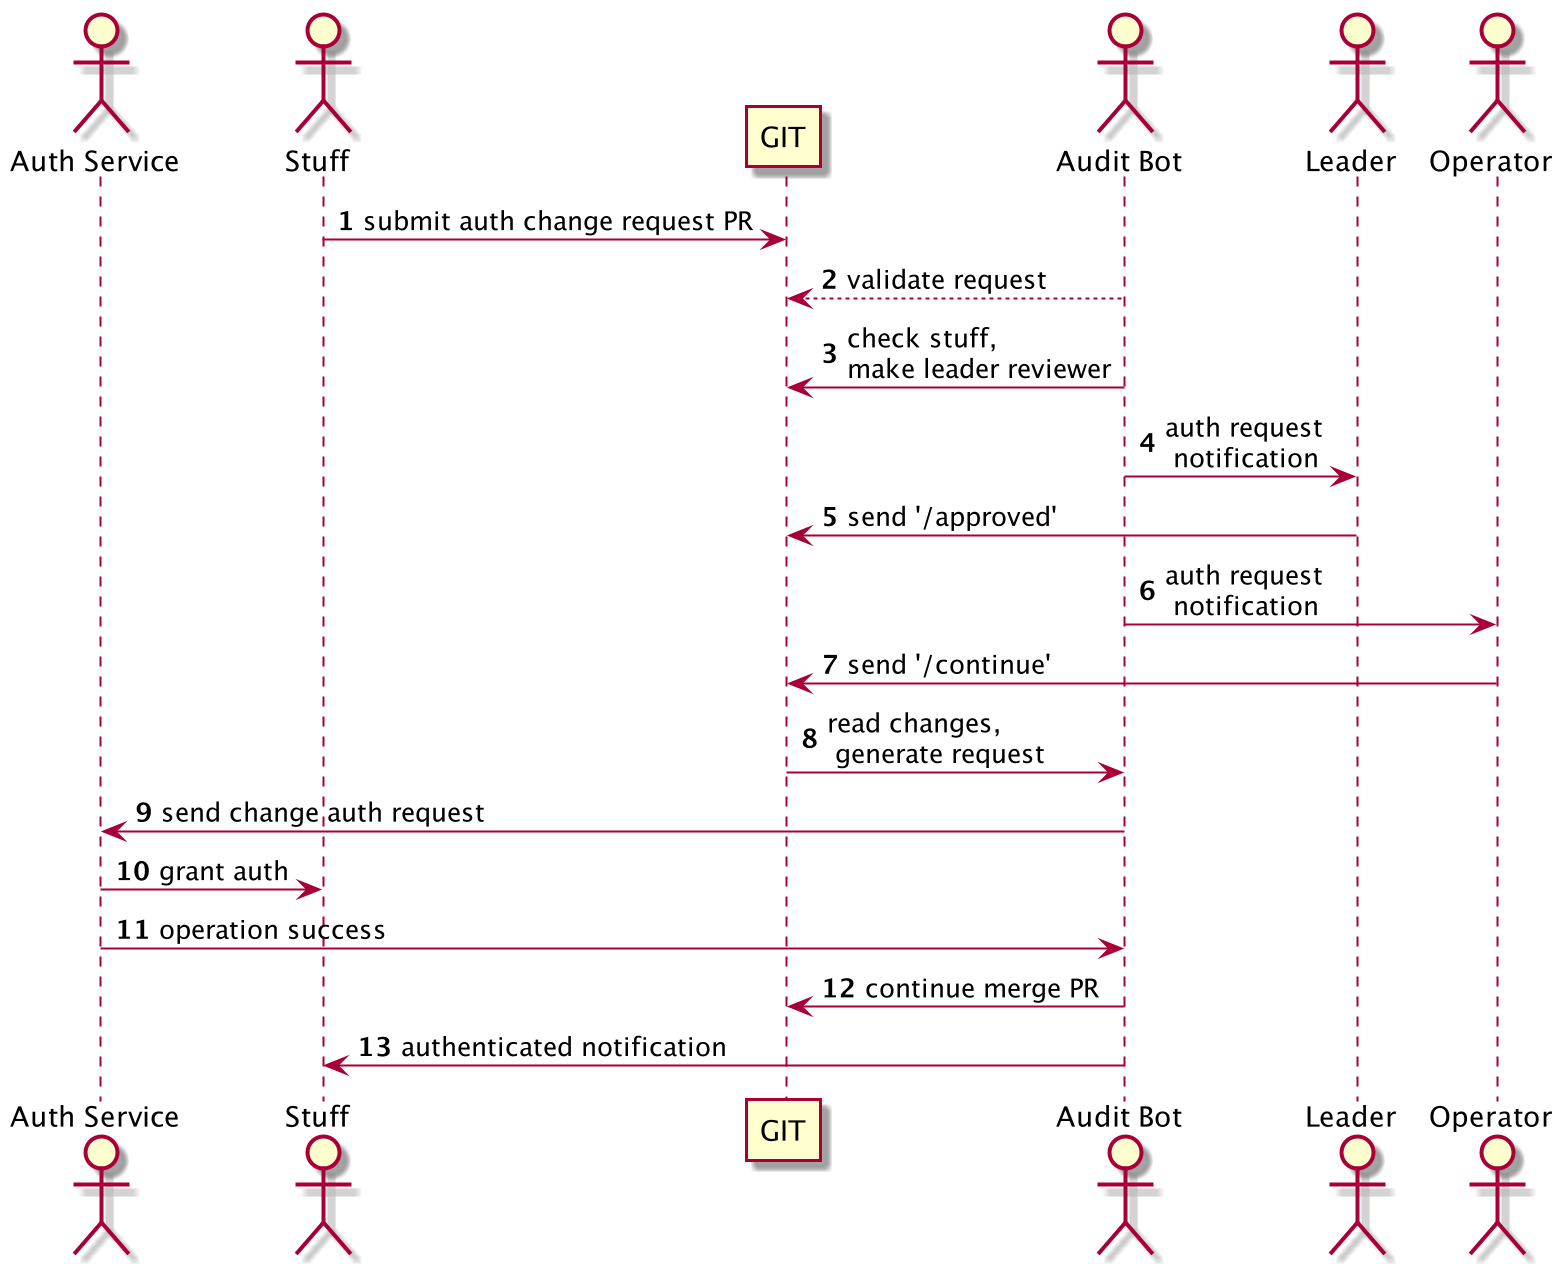 Auth Service
Stuff
GIT
Audit Bot
Leader
Operator
1 submit auth change request PR
2 validate request
3 check stuff,
make leader reviewer
4 auth request
notification
5 send '/approved'
6 auth request
notification
7 send '/continue'
8 read changes,
generate request
9 send change auth request
10 grant auth
11 operation success
12 continue merge PR
13 authenticated notification
Auth Service
Stuff
GIT
Audit Bot
Leader
Operator